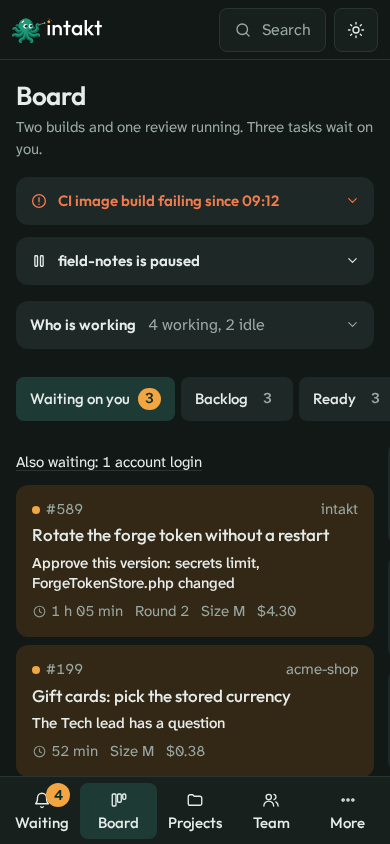 intakt
Search
Board
Two builds and one review running. Three tasks wait on
you.
CI image build failing since 09:12
field-notes is paused
Who is working 4 working, 2 idle
Waiting on you 3 Backlog 3 Ready 3
Also waiting: 1 account login
#589 intakt
Rotate the forge token without a restart
Approve this version: secrets limit,
ForgeTokenStore.php changed
1 h 05 min Round 2 Size M $4.30
#199 acme-shop
Gift cards: pick the stored currency
The Tech lead has a question
52 min Size M $0.38
4
Waiting Board Projects Team More